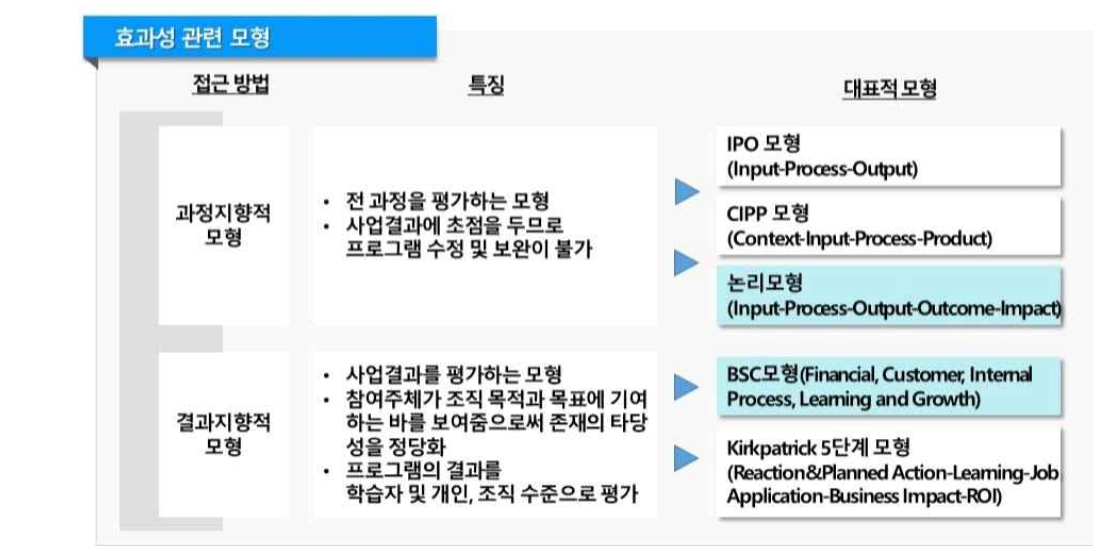 효과성 관련 모형
접근 방법
특징
대표적 모형
과정지향적
모형
• 전 과정을 평가하는 모형
• 사업결과에 초점을 두므로
프로그램 수정 및 보완이 불가
IPO 모형
(Input-Process-Output)
CIPP 모형
(Context-Input-Process-Product)
논리모형
(Input-Process-Output-Outcome-Impact)
결과지향적
모형
• 사업결과를 평가하는 모형
• 참여주체가 조직 목적과 목표에 기여
하는 바를 보여줌으로써 존재의 타당
성을 정당화
• 프로그램의 결과를
학습자 및 개인, 조직 수준으로 평가
BSC모형(Financial, Customer, Internal
Process, Learning and Growth)
Kirkpatrick 5단계 모형
(Reaction&Planned Action-Learning-Job
Application-Business Impact-ROI)